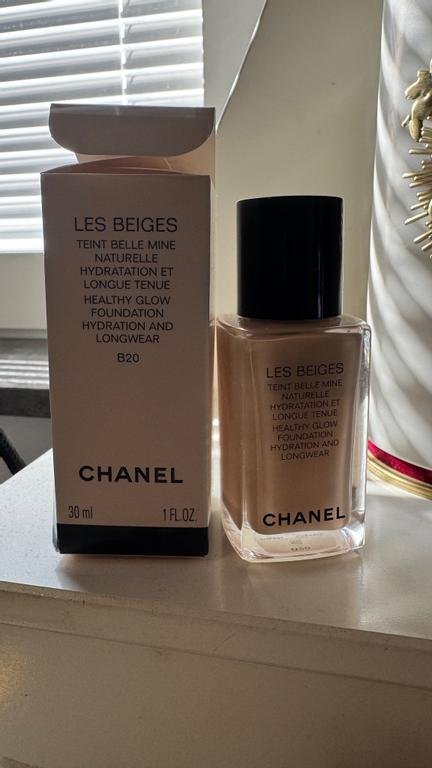 LES BEIGES
TEINT BELLE MINE
NATURELLE
HYDRATATION ET
LONGUE TENUE
HEALTHY GLOW
FOUNDATION
HYDRATION AND
LONGWEAR
B20
CHANEL
30 ml
1 FL.OZ.
LES BEIGES
TEINT BELLE MINE
NATURELLE
HYDRATATION ET
LONGUE TENUE
HEALTHY GLOW
FOUNDATION
HYDRATION AND
LONGWEAR
CHANEL